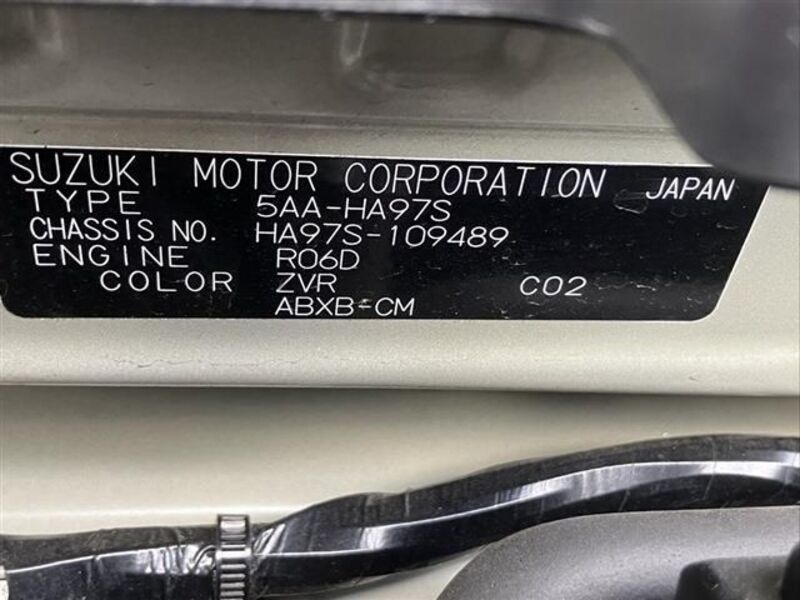 SUZUKI MOTOR CORPORATION JAPAN
TYPE 5AA-HA97S
CHASSIS NO. HA97S-109489
ENGINE R06D
COLOR ZVR C02
ABXB-CM